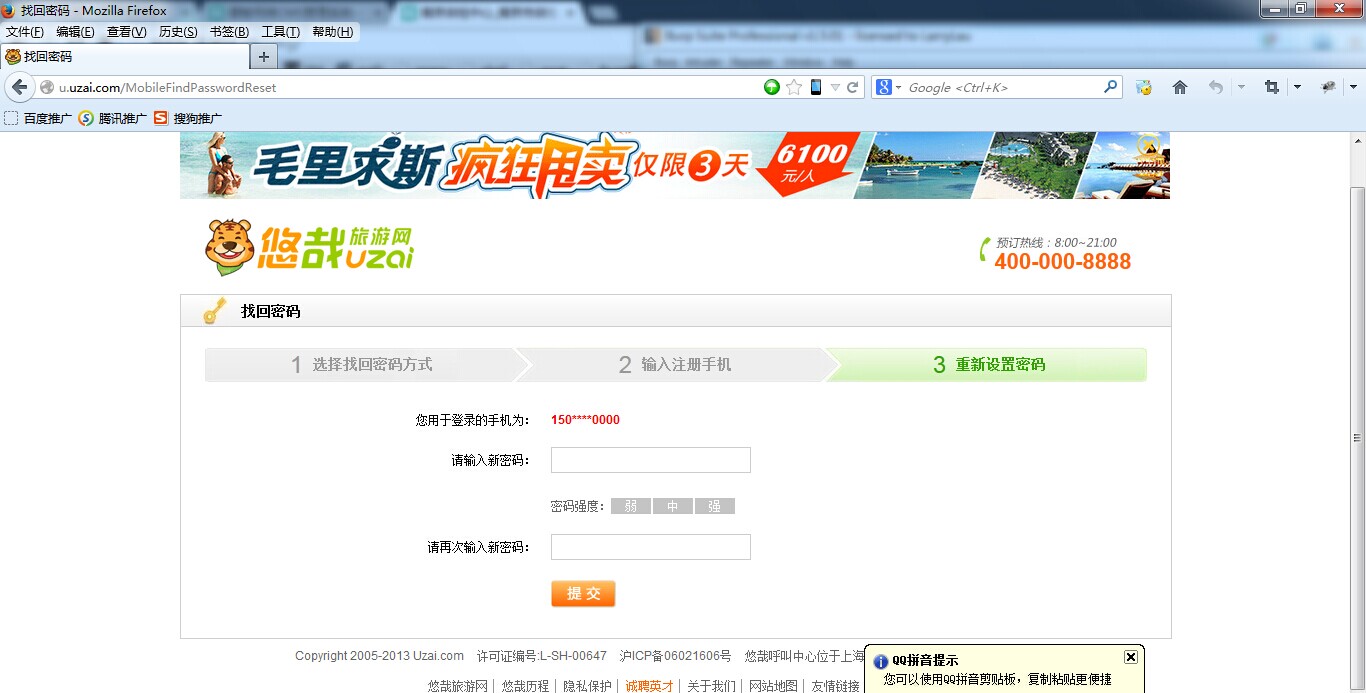 找回密码 - Mozilla Firefox
文件(F) 编辑(E) 查看(V) 历史(S) 书签(B) 工具(T) 帮助(H)
找回密码
u.uzai.com/MobileFindPasswordReset
Google <Ctrl+K>
百度推广 腾讯推广 搜狗推广
毛里求斯 疯狂甩卖 仅限3天 6100元/人
悠哉旅游网 uzai
预订热线：8:00~21:00
400-000-8888
找回密码
1 选择找回密码方式 2 输入注册手机 3 重新设置密码
您用于登录的手机为： 150****0000
请输入新密码：
密码强度： 弱 中 强
请再次输入新密码：
提 交
Copyright 2005-2013 Uzai.com 许可证编号:L-SH-00647 沪ICP备06021606号 悠哉呼叫中心位于上海
悠哉旅游网 | 悠哉历程 | 隐私保护 | 诚聘英才 | 关于我们 | 网站地图 | 友情链接
QQ拼音提示
您可以使用QQ拼音剪贴板，复制粘贴更便捷